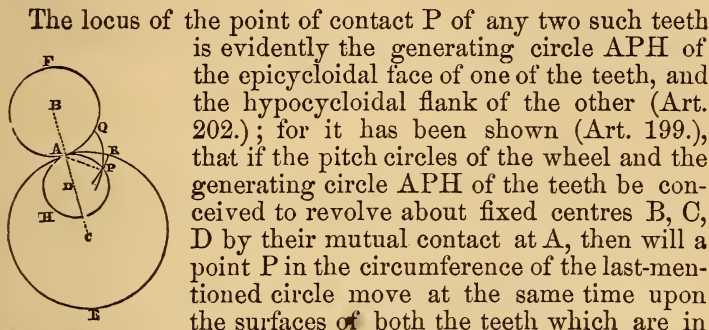 The locus of the point of contact P of any two such teeth
is evidently the generating circle APH of
the epicycloidal face of one of the teeth, and
the hypocycloidal flank of the other (Art.
202.); for it has been shown (Art. 199.),
that if the pitch circles of the wheel and the
generating circle APH of the teeth be con-
ceived to revolve about fixed centres B, C,
D by their mutual contact at A, then will a
point P in the circumference of the last-men-
tioned circle move at the same time upon
the surfaces of both the teeth which are in
F
B
Q
A
R
P
D
H
C
E